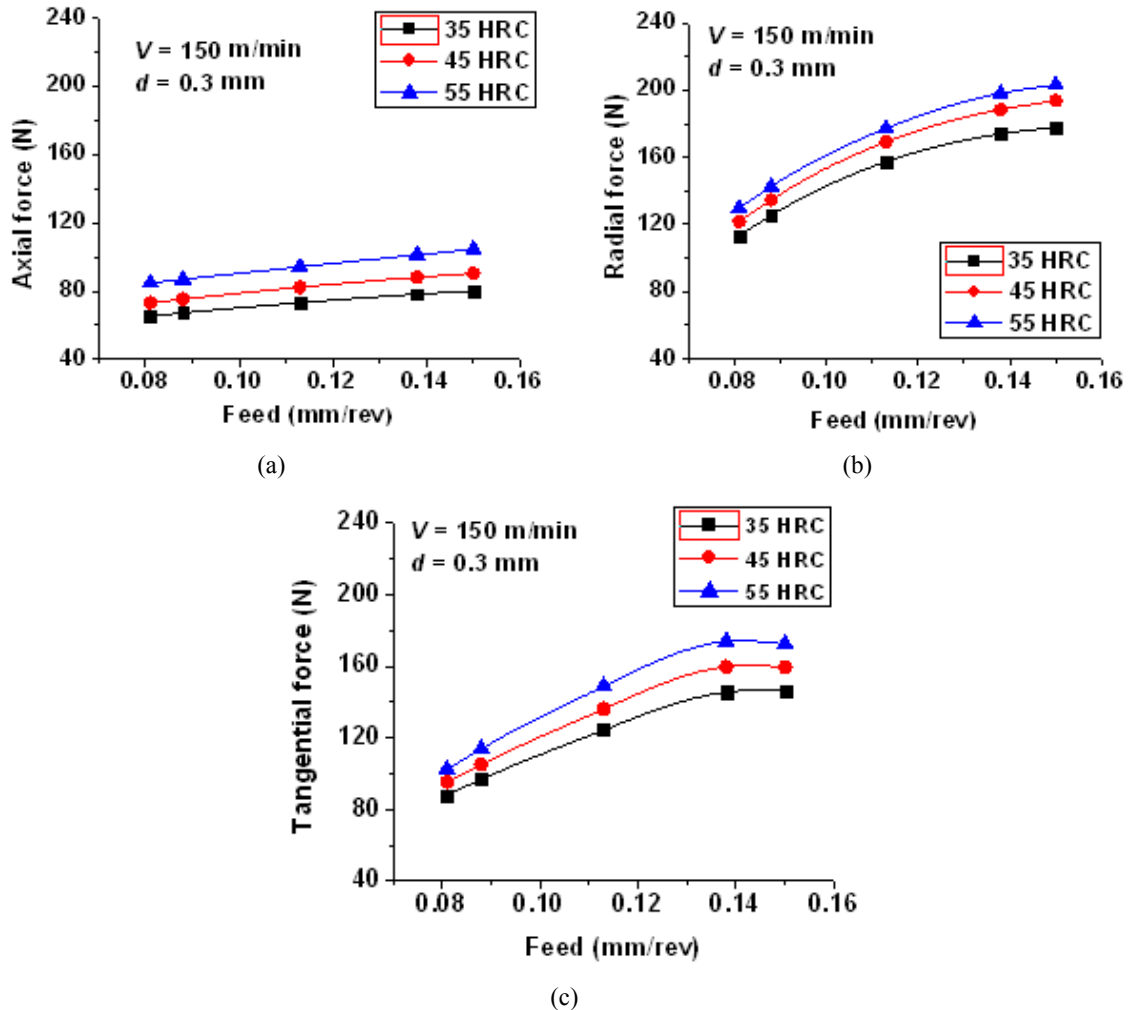 240
200
160
120
80
40
Axial force (N)
V = 150 m/min
d = 0.3 mm
35 HRC
45 HRC
55 HRC
0.08 0.10 0.12 0.14 0.16
Feed (mm/rev)
(a)
240
200
160
120
80
40
Radial force (N)
V = 150 m/min
d = 0.3 mm
35 HRC
45 HRC
55 HRC
0.08 0.10 0.12 0.14 0.16
Feed (mm/rev)
(b)
240
200
160
120
80
40
Tangential force (N)
V = 150 m/min
d = 0.3 mm
35 HRC
45 HRC
55 HRC
0.08 0.10 0.12 0.14 0.16
Feed (mm/rev)
(c)